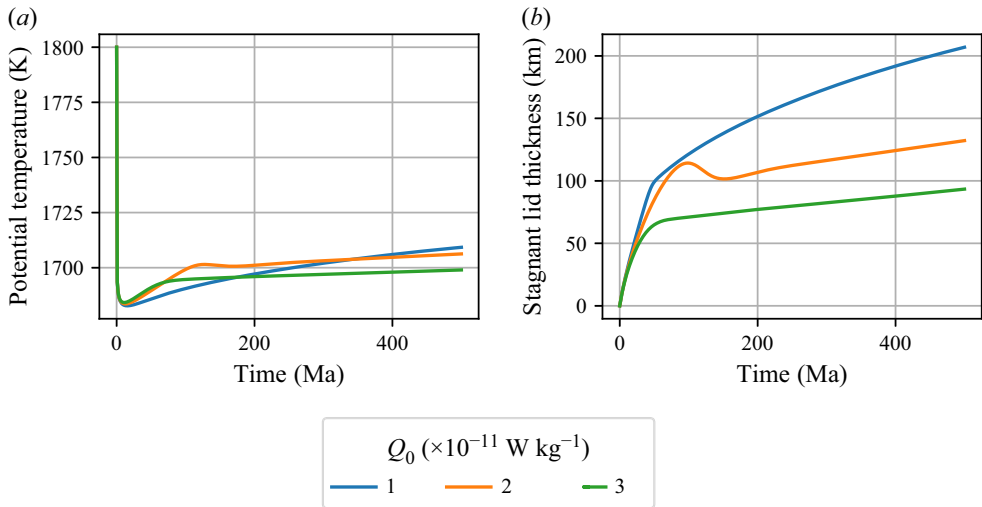 (a)
Potential temperature (K)
1800
1775
1750
1725
1700
0
200
400
Time (Ma)
(b)
Stagnant lid thickness (km)
200
150
100
50
0
0
200
400
Time (Ma)
Q₀ (×10⁻¹¹ W kg⁻¹)
1 2 3